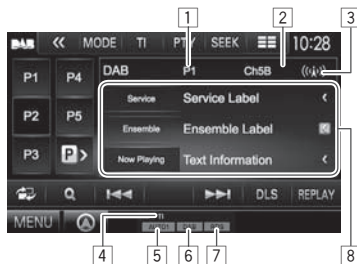 1 2 3
DAB MODE TI PTY SEEK 10:28
P1 P4 DAB P1 Ch5B
Service Service Label
P2 P5 Ensemble Ensemble Label
P3 P Now Playing Text Information
DLS REPLAY
MENU A
TI
4 5 6 7 8